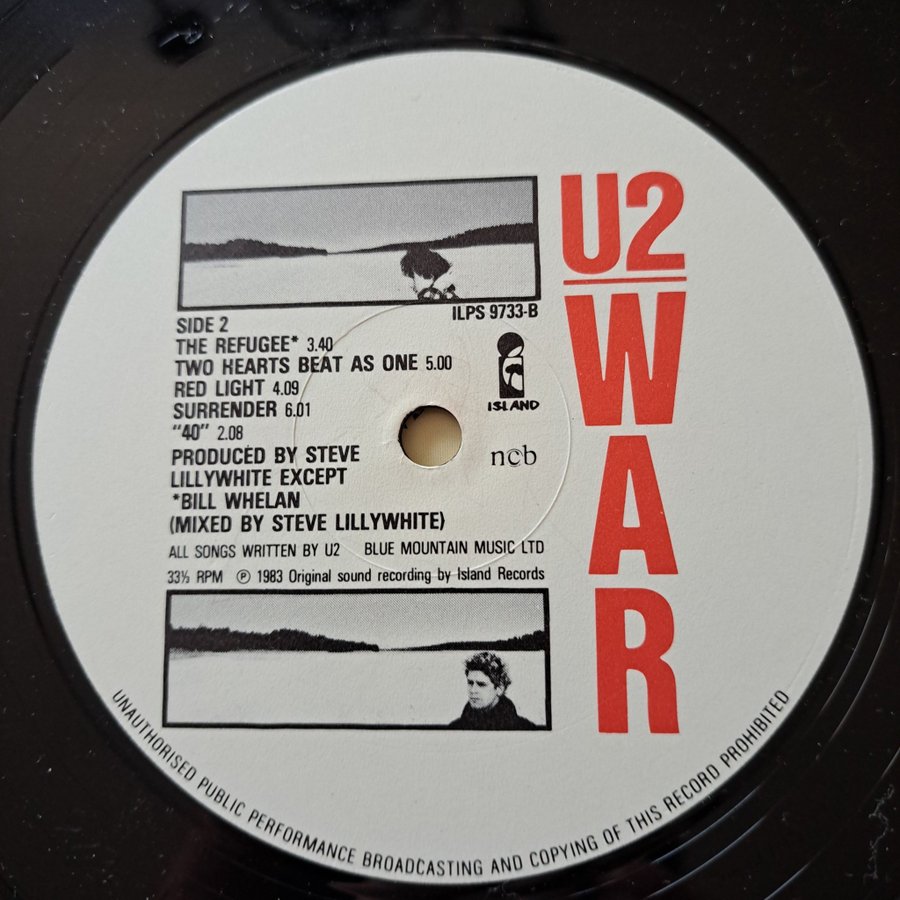 U2
WAR
ILPS 9733-B
SIDE 2
THE REFUGEE* 3.40
TWO HEARTS BEAT AS ONE 5.00
RED LIGHT 4.09
SURRENDER 6.01
"40" 2.08
PRODUCED BY STEVE
LILLYWHITE EXCEPT
*BILL WHELAN
(MIXED BY STEVE LILLYWHITE)
ISLAND
ncb
ALL SONGS WRITTEN BY U2 BLUE MOUNTAIN MUSIC LTD
33⅓ RPM ℗ 1983 Original sound recording by Island Records
UNAUTHORISED PUBLIC PERFORMANCE BROADCASTING AND COPYING OF THIS RECORD PROHIBITED